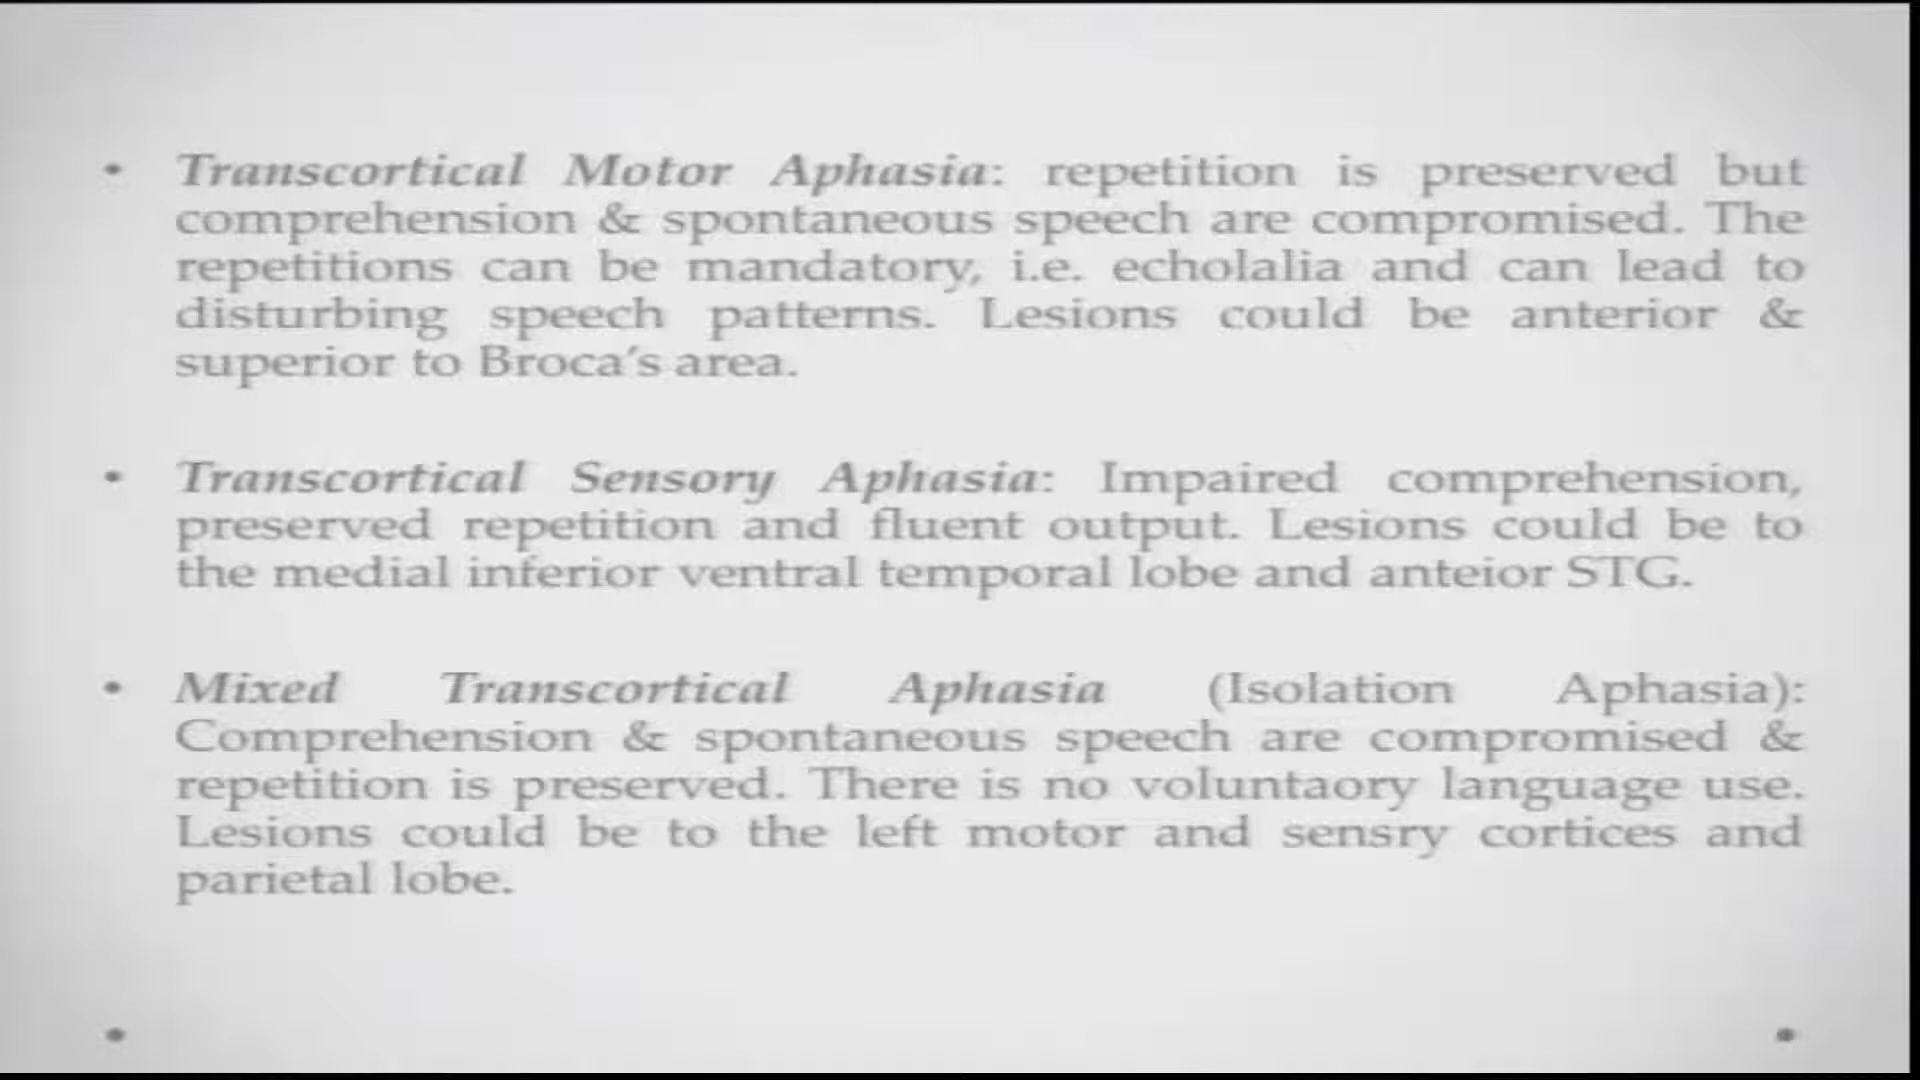 • Transcortical Motor Aphasia: repetition is preserved but
comprehension & spontaneous speech are compromised. The
repetitions can be mandatory, i.e. echolalia and can lead to
disturbing speech patterns. Lesions could be anterior &
superior to Broca's area.
• Transcortical Sensory Aphasia: Impaired comprehension,
preserved repetition and fluent output. Lesions could be to
the medial inferior ventral temporal lobe and anteior STG.
• Mixed Transcortical Aphasia (Isolation Aphasia):
Comprehension & spontaneous speech are compromised &
repetition is preserved. There is no voluntaory language use.
Lesions could be to the left motor and sensry cortices and
parietal lobe.